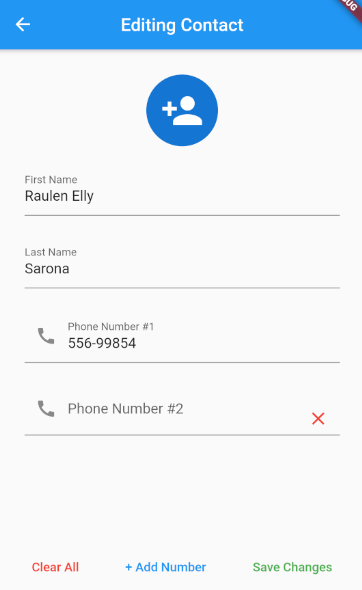 Editing Contact
First Name
Raulen Elly
Last Name
Sarona
Phone Number #1
556-99854
Phone Number #2
Clear All
+ Add Number
Save Changes